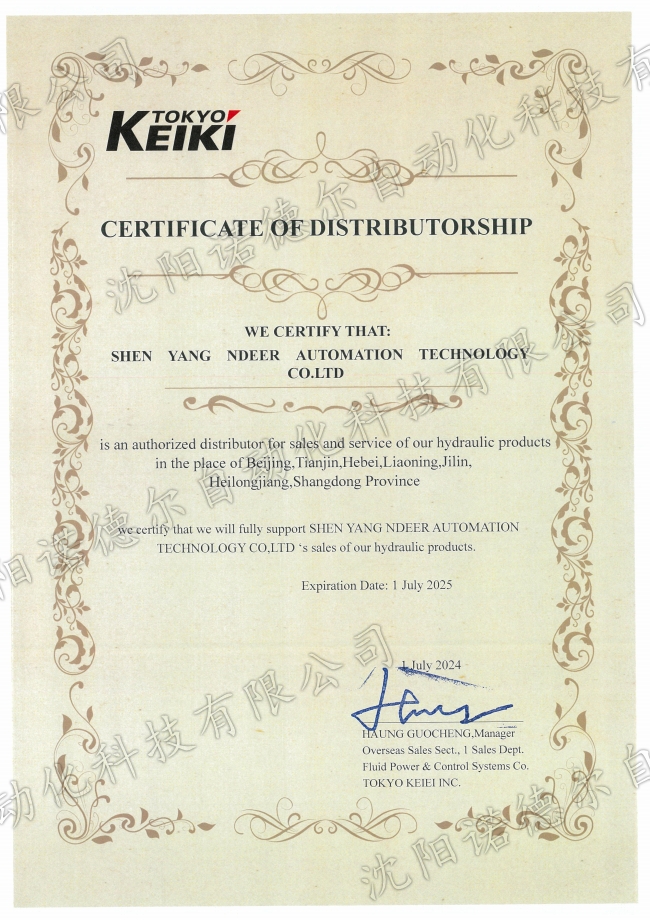 TOKYO
KEIKI
CERTIFICATE OF DISTRIBUTORSHIP
WE CERTIFY THAT:
SHEN YANG NDEER AUTOMATION TECHNOLOGY
CO.LTD
is an authorized distributor for sales and service of our hydraulic products
in the place of Beijing,Tianjin,Hebei,Liaoning,Jilin,
Heilongjiang,Shangdong Province
we certify that we will fully support SHEN YANG NDEER AUTOMATION
TECHNOLOGY CO,LTD ‘s sales of our hydraulic products.
Expiration Date: 1 July 2025
1 July 2024
HAUNG GUOCHENG,Manager
Overseas Sales Sect., 1 Sales Dept.
Fluid Power & Control Systems Co.
TOKYO KEIEI INC.
沈阳诺德尔自动化科技有限公司